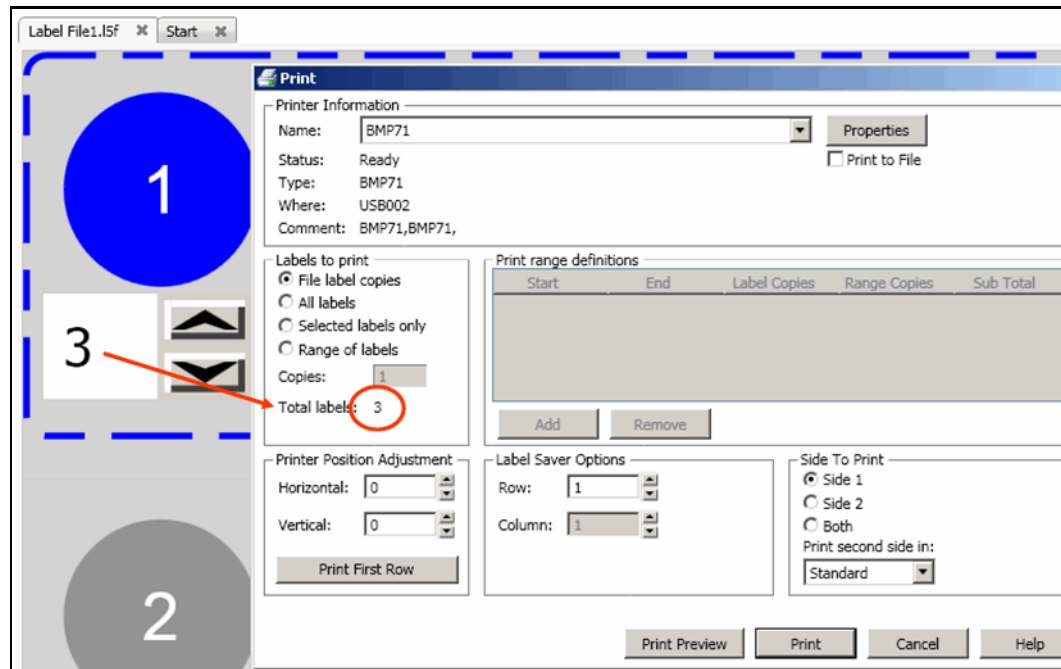 Label File1.l5f
Start
1
3
2
Print
Printer Information
Name: BMP71
Properties
Status: Ready
Print to File
Type: BMP71
Where: USB002
Comment: BMP71,BMP71,
Labels to print
File label copies
All labels
Selected labels only
Range of labels
Copies: 1
Total labels: 3
Print range definitions
Start End Label Copies Range Copies Sub Total
Add Remove
Printer Position Adjustment
Horizontal: 0
Vertical: 0
Print First Row
Label Saver Options
Row: 1
Column: 1
Side To Print
Side 1
Side 2
Both
Print second side in:
Standard
Print Preview Print Cancel Help